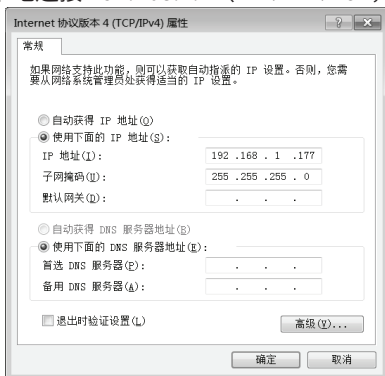 Internet 协议版本 4 (TCP/IPv4) 属性
常规
如果网络支持此功能，则可以获取自动指派的 IP 设置。否则，您需
要从网络系统管理员处获得适当的 IP 设置。
自动获得 IP 地址(O)
使用下面的 IP 地址(S):
IP 地址(I): 192 .168 . 1 .177
子网掩码(U): 255 .255 .255 . 0
默认网关(D): . . .
自动获得 DNS 服务器地址(B)
使用下面的 DNS 服务器地址(E):
首选 DNS 服务器(P): . . .
备用 DNS 服务器(A): . . .
退出时验证设置(L)
高级(V)...
确定 取消